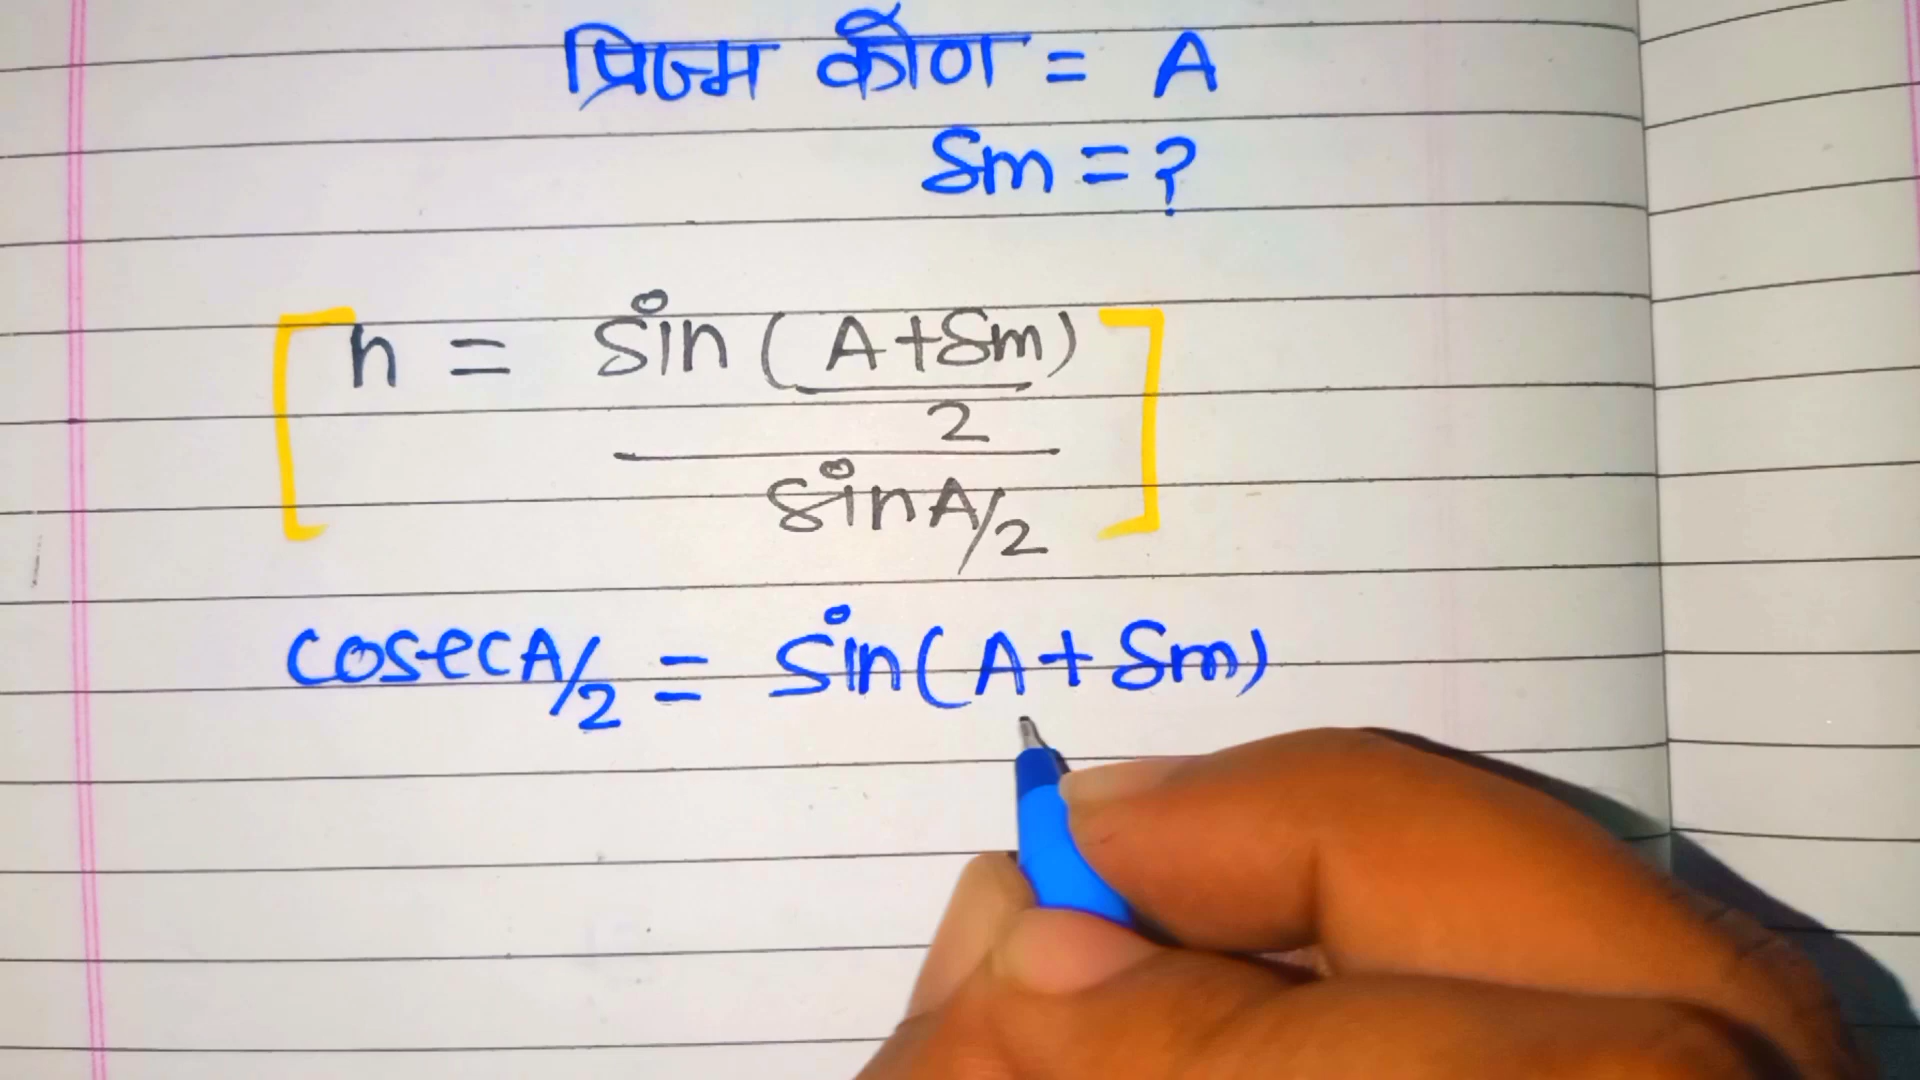 प्रिज्म कोण = A
δm = ?
n = sin (A+δm)
2
sinA/2
cosecA/2 = sin(A+δm)